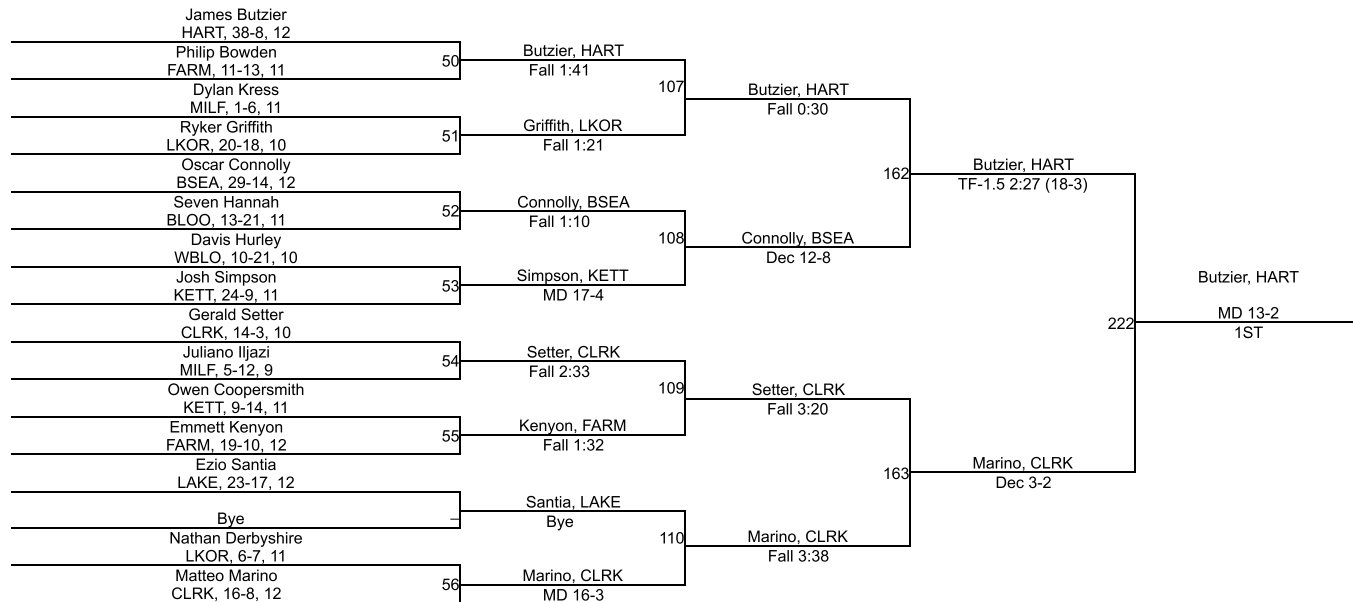 James Butzier
HART, 38-8, 12
Philip Bowden
FARM, 11-13, 11
Dylan Kress
MILF, 1-6, 11
Ryker Griffith
LKOR, 20-18, 10
Oscar Connolly
BSEA, 29-14, 12
Seven Hannah
BLOO, 13-21, 11
Davis Hurley
WBLO, 10-21, 10
Josh Simpson
KETT, 24-9, 11
Gerald Setter
CLRK, 14-3, 10
Juliano Iljazi
MILF, 5-12, 9
Owen Coopersmith
KETT, 9-14, 11
Emmett Kenyon
FARM, 19-10, 12
Ezio Santia
LAKE, 23-17, 12
Bye
Nathan Derbyshire
LKOR, 6-7, 11
Matteo Marino
CLRK, 16-8, 12
50
51
52
53
54
55
–
56
Butzier, HART
Fall 1:41
Griffith, LKOR
Fall 1:21
Connolly, BSEA
Fall 1:10
Simpson, KETT
MD 17-4
Setter, CLRK
Fall 2:33
Kenyon, FARM
Fall 1:32
Santia, LAKE
Bye
Marino, CLRK
MD 16-3
107
108
109
110
Butzier, HART
Fall 0:30
Connolly, BSEA
Dec 12-8
Setter, CLRK
Fall 3:20
Marino, CLRK
Fall 3:38
162
163
Butzier, HART
TF-1.5 2:27 (18-3)
Marino, CLRK
Dec 3-2
222
Butzier, HART
MD 13-2
1ST